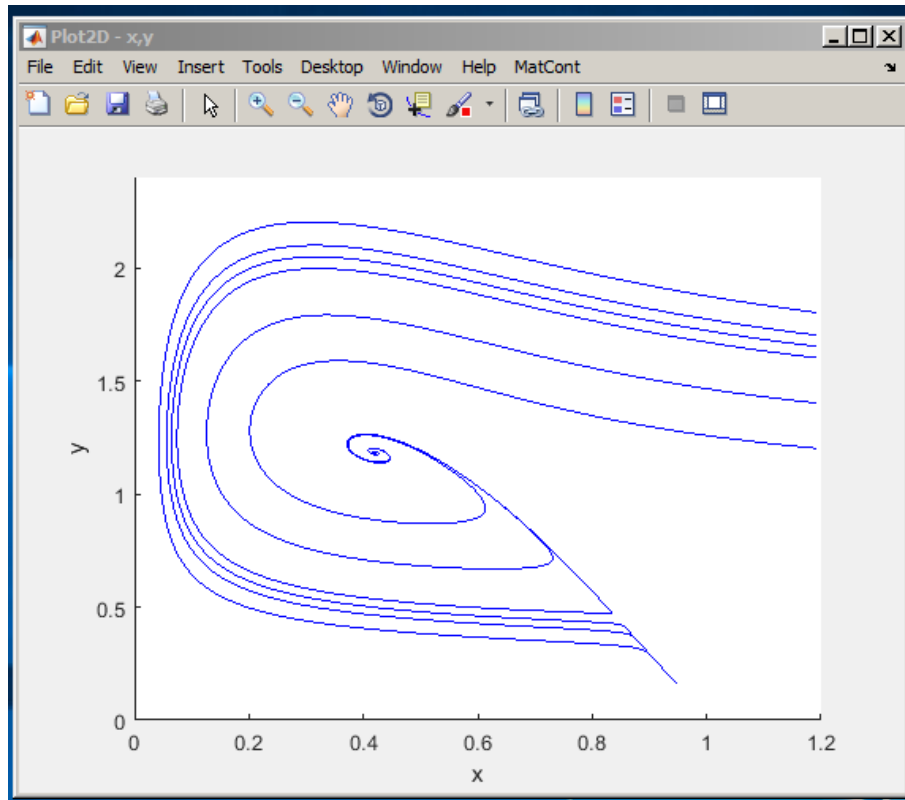 Plot2D - x,y
File Edit View Insert Tools Desktop Window Help MatCont
2
1.5
1
0.5
0
y
0 0.2 0.4 0.6 0.8 1 1.2
x